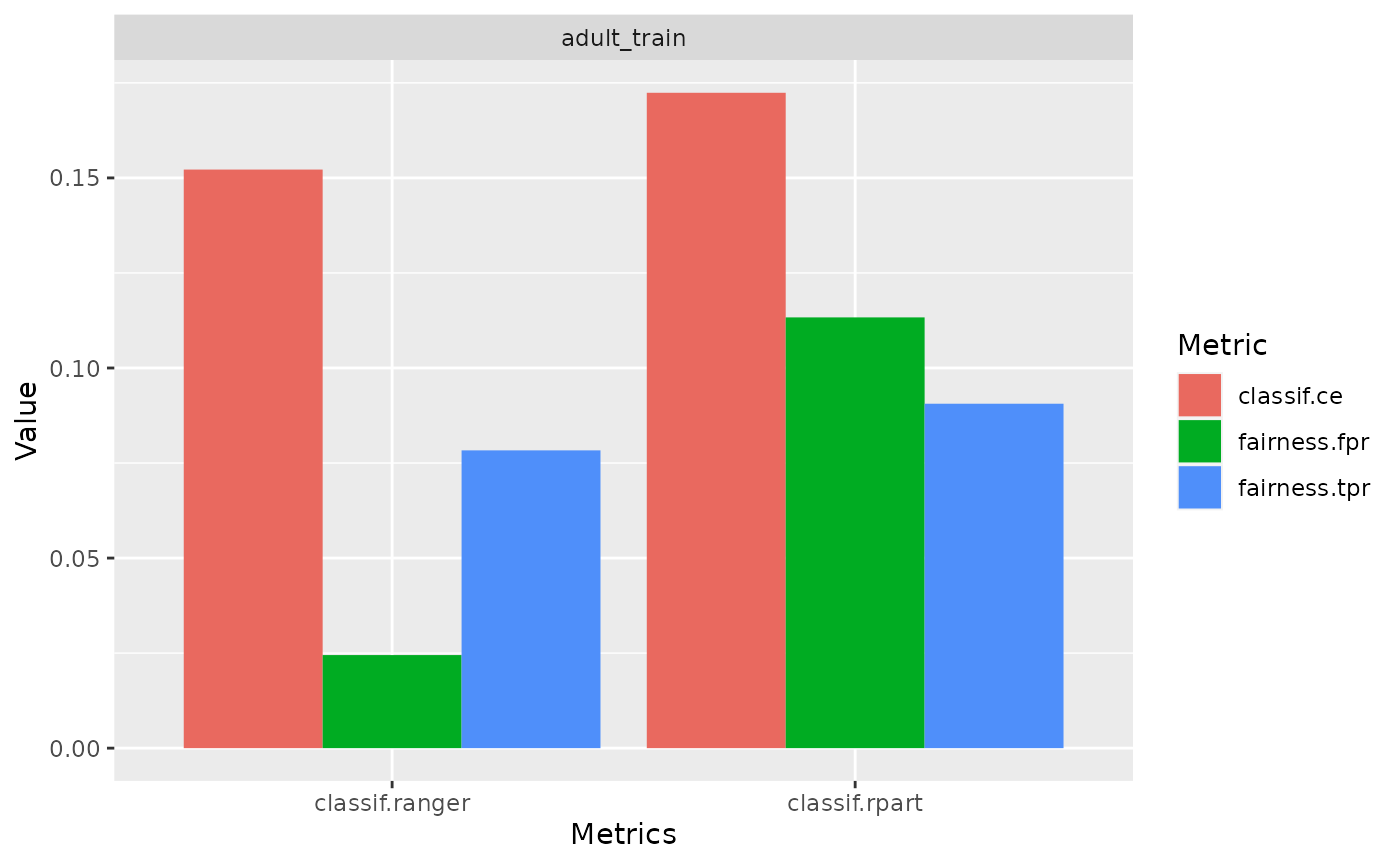 adult_train
0.15
0.10
0.05
0.00
Value
classif.ranger
classif.rpart
Metrics
Metric
classif.ce
fairness.fpr
fairness.tpr